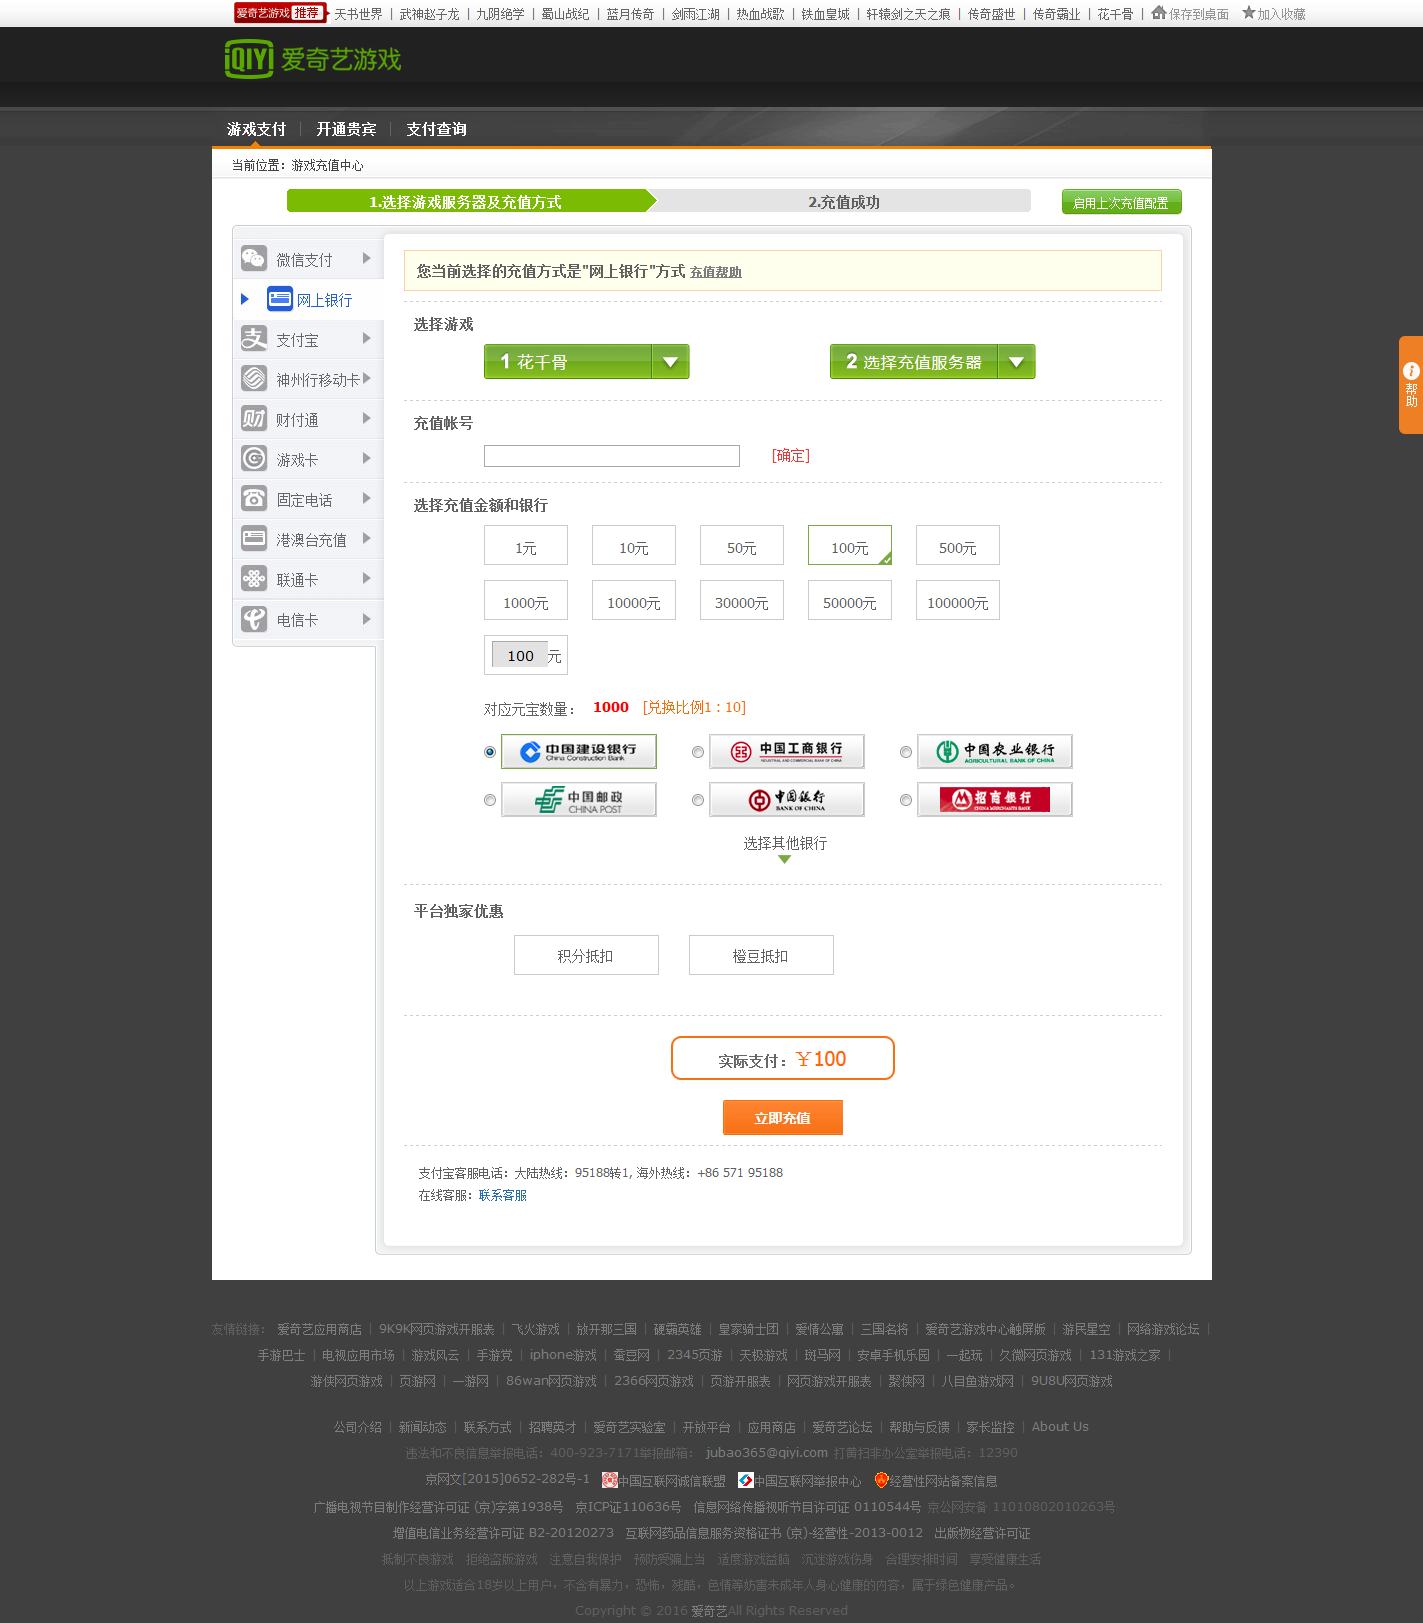 爱奇艺游戏 推荐 天书世界 | 武神赵子龙 | 九阴绝学 | 蜀山战纪 | 蓝月传奇 | 剑雨江湖 | 热血战歌 | 铁血皇城 | 轩辕剑之天之痕 | 传奇盛世 | 传奇霸业 | 花千骨 | 保存到桌面 加入收藏
iQIYI 爱奇艺游戏
游戏支付 | 开通贵宾 | 支付查询
当前位置：游戏充值中心
1.选择游戏服务器及充值方式 2.充值成功 启用上次充值配置
微信支付
网上银行
支付宝
神州行移动卡
财付通
游戏卡
固定电话
港澳台充值
联通卡
电信卡
您当前选择的充值方式是"网上银行"方式 充值帮助
选择游戏
1 花千骨 2 选择充值服务器
充值帐号
[确定]
选择充值金额和银行
1元 10元 50元 100元 500元
1000元 10000元 30000元 50000元 100000元
100 元
对应元宝数量： 1000 [兑换比例1：10]
中国建设银行 China Construction Bank 中国工商银行 INDUSTRIAL AND COMMERCIAL BANK OF CHINA 中国农业银行 AGRICULTURAL BANK OF CHINA
中国邮政 CHINA POST 中国银行 BANK OF CHINA 招商银行 CHINA MERCHANTS BANK
选择其他银行
平台独家优惠
积分抵扣 橙豆抵扣
实际支付：￥100
立即充值
支付宝客服电话：大陆热线：95188转1, 海外热线：+86 571 95188
在线客服：联系客服
帮助
友情链接： 爱奇艺应用商店 | 9K9K网页游戏开服表 | 飞火游戏 | 放开那三国 | 硬霸英雄 | 皇家骑士团 | 爱情公寓 | 三国名将 | 爱奇艺游戏中心触屏版 | 游民星空 | 网络游戏论坛 |
手游巴士 | 电视应用市场 | 游戏风云 | 手游党 | iphone游戏 | 蚕豆网 | 2345页游 | 天极游戏 | 斑马网 | 安卓手机乐园 | 一起玩 | 久微网页游戏 | 131游戏之家 |
游侠网页游戏 | 页游网 | 一游网 | 86wan网页游戏 | 2366网页游戏 | 页游开服表 | 网页游戏开服表 | 聚侠网 | 八目鱼游戏网 | 9U8U网页游戏
公司介绍 | 新闻动态 | 联系方式 | 招聘英才 | 爱奇艺实验室 | 开放平台 | 应用商店 | 爱奇艺论坛 | 帮助与反馈 | 家长监控 | About Us
违法和不良信息举报电话：400-923-7171举报邮箱： jubao365@qiyi.com 打黄扫非办公室举报电话：12390
京网文[2015]0652-282号-1 中国互联网诚信联盟 中国互联网举报中心 经营性网站备案信息
广播电视节目制作经营许可证 (京)字第1938号 京ICP证110636号 信息网络传播视听节目许可证 0110544号 京公网安备 11010802010263号
增值电信业务经营许可证 B2-20120273 互联网药品信息服务资格证书 (京)-经营性-2013-0012 出版物经营许可证
抵制不良游戏 拒绝盗版游戏 注意自我保护 预防受骗上当 适度游戏益脑 沉迷游戏伤身 合理安排时间 享受健康生活
以上游戏适合18岁以上用户，不含有暴力，恐怖，残酷，色情等妨害未成年人身心健康的内容，属于绿色健康产品。
Copyright © 2016 爱奇艺All Rights Reserved